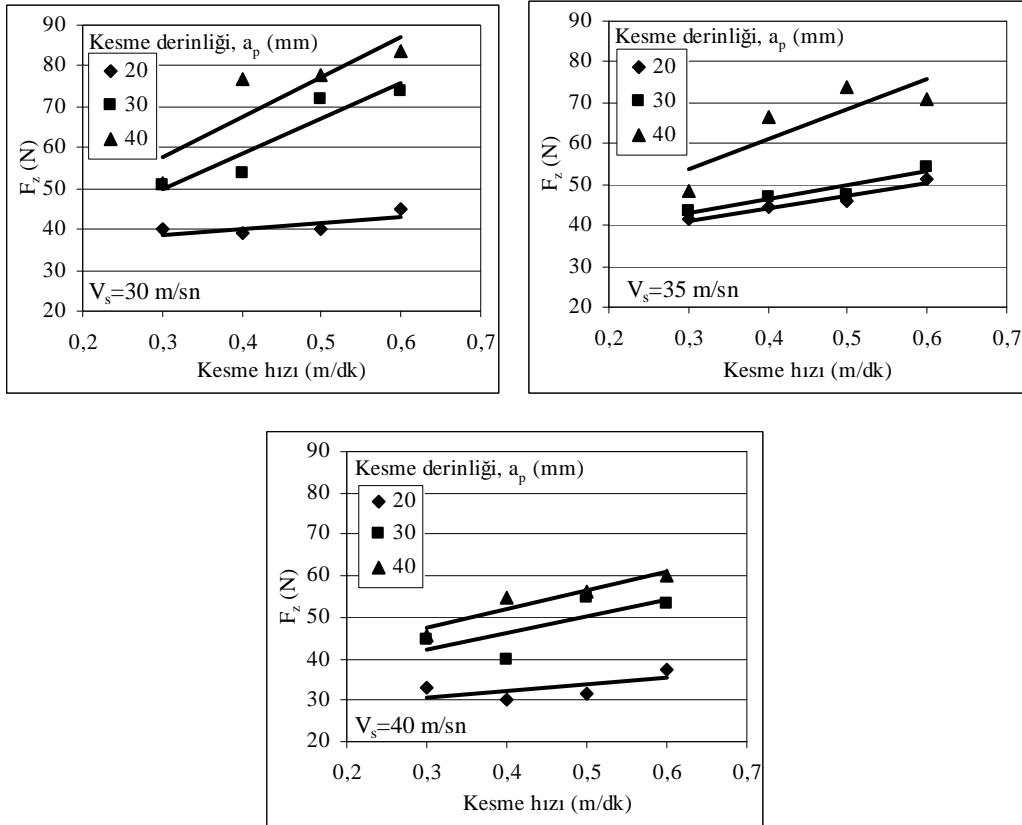 90
80
70
60
50
40
30
20
F_z (N)
Kesme derinliği, a_p (mm)
20
30
40
V_s=30 m/sn
0,2 0,3 0,4 0,5 0,6 0,7
Kesme hızı (m/dk)
90
80
70
60
50
40
30
20
F_z (N)
Kesme derinliği, a_p (mm)
20
30
40
V_s=35 m/sn
0,2 0,3 0,4 0,5 0,6 0,7
Kesme hızı (m/dk)
90
80
70
60
50
40
30
20
F_z (N)
Kesme derinliği, a_p (mm)
20
30
40
V_s=40 m/sn
0,2 0,3 0,4 0,5 0,6 0,7
Kesme hızı (m/dk)